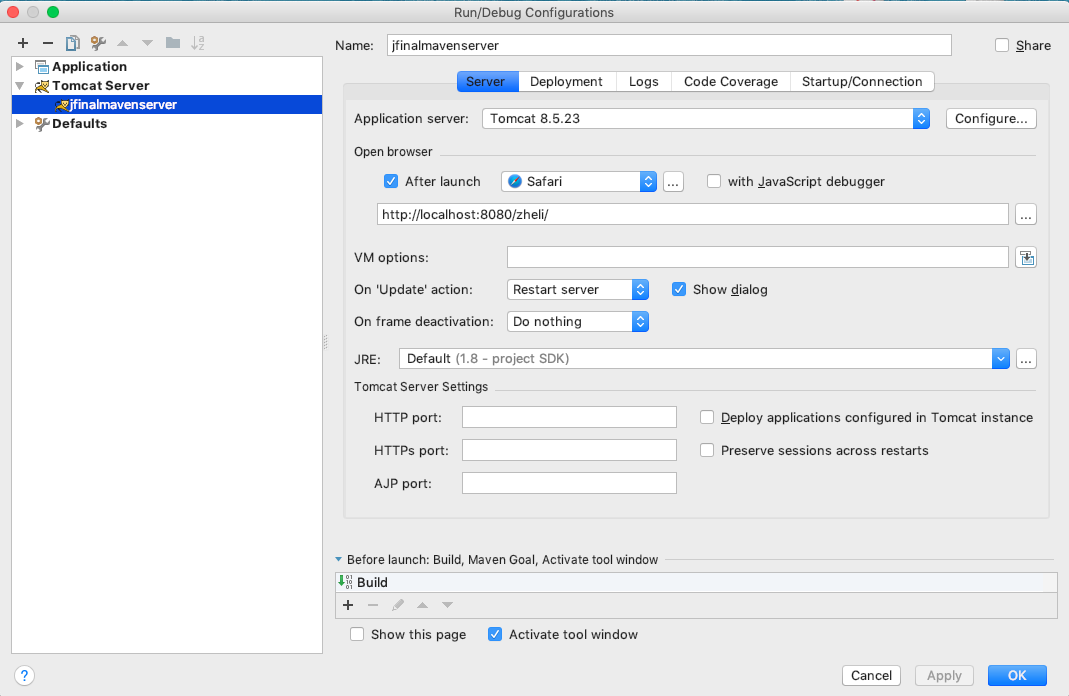 Run/Debug Configurations
Name: jfinalmavenserver Share
Application
Tomcat Server
jfinalmavenserver
Defaults
Server Deployment Logs Code Coverage Startup/Connection
Application server: Tomcat 8.5.23 Configure...
Open browser
After launch Safari ... with JavaScript debugger
http://localhost:8080/zheli/ ...
VM options:
On 'Update' action: Restart server Show dialog
On frame deactivation: Do nothing
JRE: Default (1.8 - project SDK) ...
Tomcat Server Settings
HTTP port: Deploy applications configured in Tomcat instance
HTTPs port: Preserve sessions across restarts
AJP port:
Before launch: Build, Maven Goal, Activate tool window
Build
Show this page Activate tool window
? Cancel Apply OK